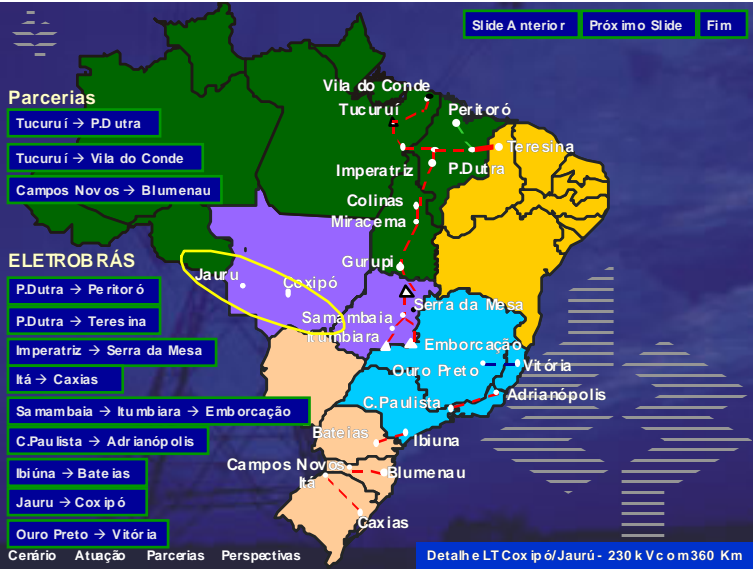 Slide Anterior
Próximo Slide
Fim
Parcerias
Tucuruí → P.Dutra
Tucuruí → Vila do Conde
Campos Novos → Blumenau
ELETROBRÁS
P.Dutra → Peritoró
P.Dutra → Teresina
Imperatriz → Serra da Mesa
Itá → Caxias
Samambaia → Itumbiara → Emborcação
C.Paulista → Adrianópolis
Ibiúna → Bateias
Jauru → Coxipó
Ouro Preto → Vitória
Vila do Conde
Tucuruí
Peritoró
Teresina
Imperatriz
P.Dutra
Colinas
Miracema
Gurupi
Jauru
Coxipó
Serra da Mesa
Samambaia
Itumbiara
Emborcação
Ouro Preto
Vitória
C.Paulista
Adrianópolis
Bateias
Ibiuna
Campos Novos
Blumenau
Itá
Caxias
Cenário Atuação Parcerias Perspectivas
Detalhe LT Coxipó/Jaurú - 230 kV com 360 Km